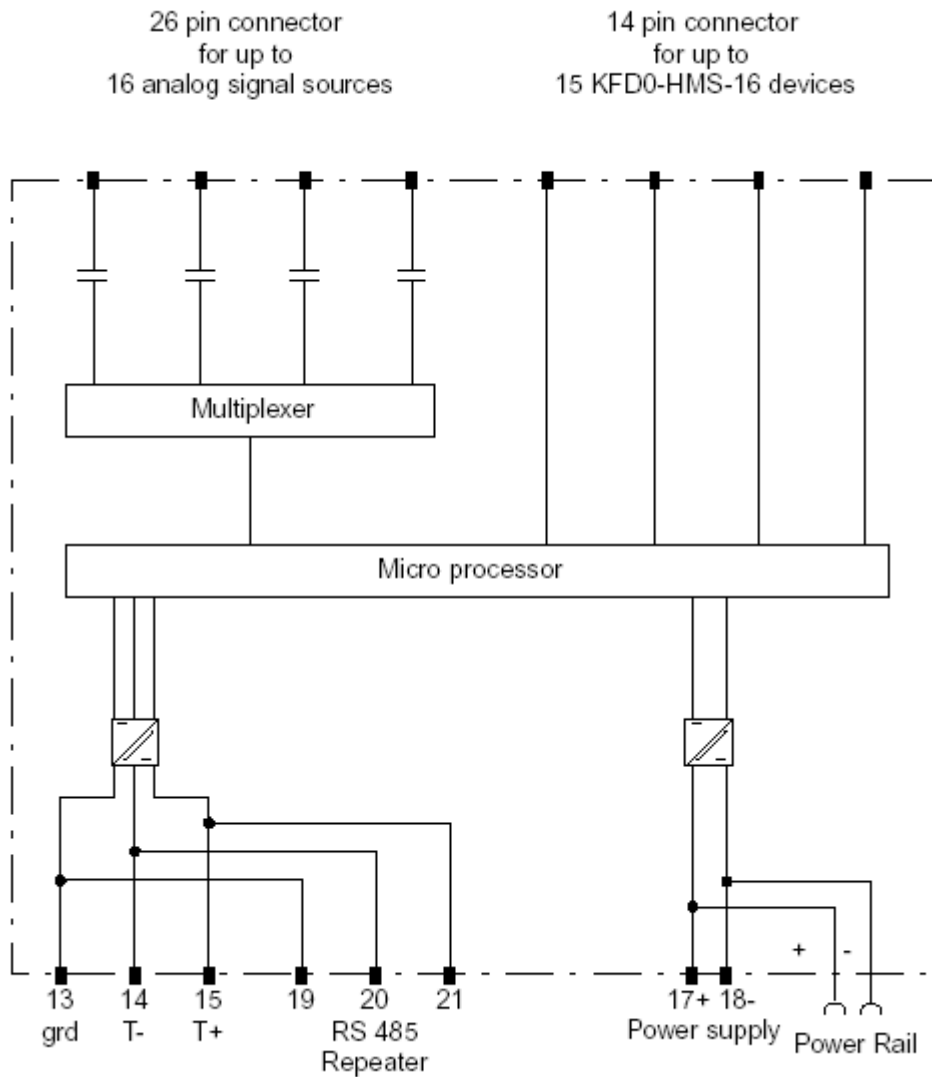 26 pin connector
for up to
16 analog signal sources
14 pin connector
for up to
15 KFD0-HMS-16 devices
Multiplexer
Micro processor
+ -
13 14 15 19 20 21 17+ 18-
grd T- T+ RS 485 Power supply Power Rail
Repeater